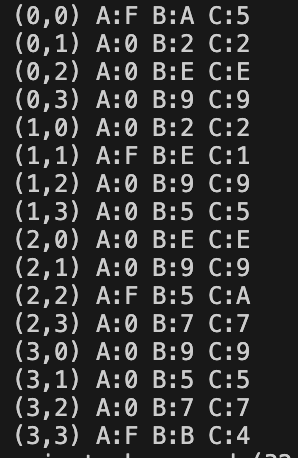 (0,0) A:F B:A C:5
(0,1) A:0 B:2 C:2
(0,2) A:0 B:E C:E
(0,3) A:0 B:9 C:9
(1,0) A:0 B:2 C:2
(1,1) A:F B:E C:1
(1,2) A:0 B:9 C:9
(1,3) A:0 B:5 C:5
(2,0) A:0 B:E C:E
(2,1) A:0 B:9 C:9
(2,2) A:F B:5 C:A
(2,3) A:0 B:7 C:7
(3,0) A:0 B:9 C:9
(3,1) A:0 B:5 C:5
(3,2) A:0 B:7 C:7
(3,3) A:F B:B C:4